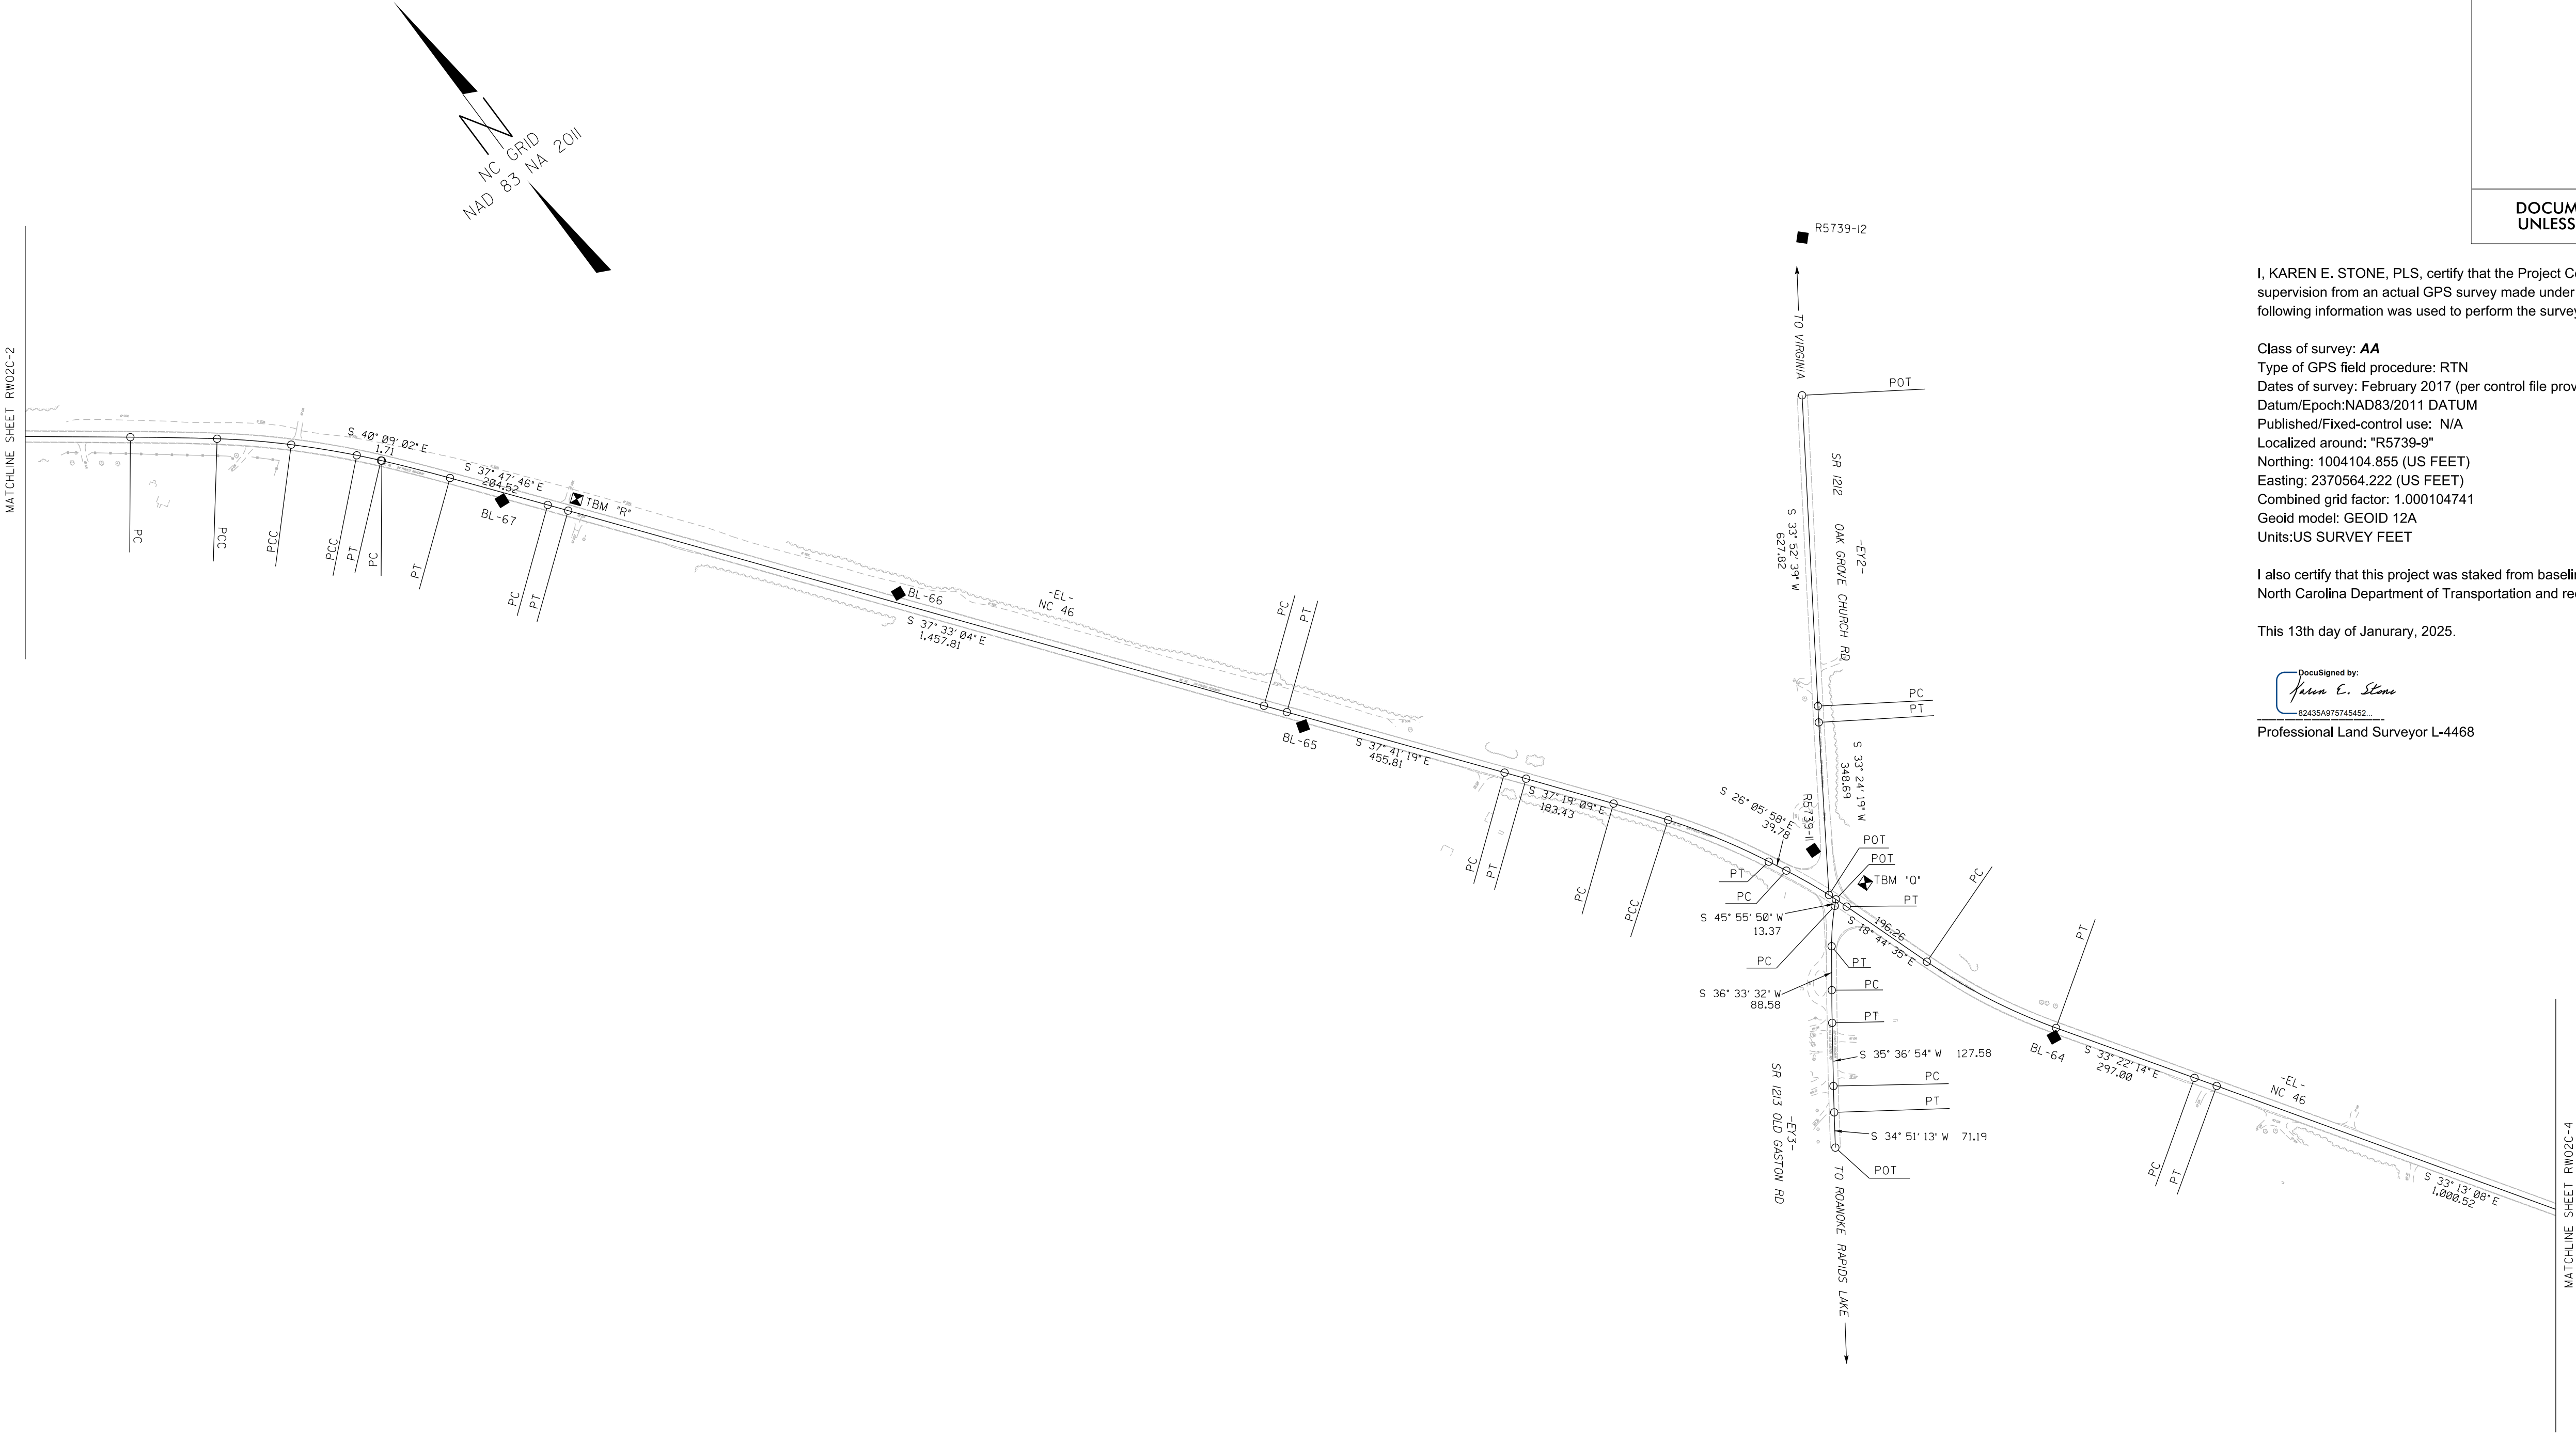 NC GRID
NAD 83 NA 2011
MATCHLINE SHEET RW02C-2
PC
PCC
PCC
PCC
PT
PC
PT
S 40° 09' 02" E
1.71
S 37° 47' 46" E
204.52
BL-67
TBM "R"
PC
PT
BL-66
S 37° 33' 04" E
1,457.81
-EL-
NC 46
PC
PT
BL-65
S 37° 41' 19" E
455.81
PC
PT
S 37° 19' 09" E
183.43
PC
PCC
S 26° 05' 58" E
39.78
PT
PC
R5739-12
TO VIRGINIA
POT
S 33° 52' 39" W
627.82
SR 1212 OAK GROVE CHURCH RD
-EY2-
PC
PT
S 33° 24' 19" W
348.69
R5739-11
POT
POT
TBM "Q"
PT
S 45° 55' 50" W
13.37
196.26
S 18° 44' 35" E
PC
PC
PT
S 36° 33' 32" W
88.58
PC
PT
S 35° 36' 54" W 127.58
PC
PT
S 34° 51' 13" W 71.19
POT
-EY3-
SR 1213 OLD GASTON RD
TO ROANOKE RAPIDS LAKE
PT
BL-64
S 33° 22' 14" E
297.00
PC
PT
-EL-
NC 46
S 33° 13' 08" E
1,000.52
MATCHLINE SHEET RW02C-4
DOCUM
UNLESS
I, KAREN E. STONE, PLS, certify that the Project C
supervision from an actual GPS survey made under
following information was used to perform the survey
Class of survey: AA
Type of GPS field procedure: RTN
Dates of survey: February 2017 (per control file prov
Datum/Epoch:NAD83/2011 DATUM
Published/Fixed-control use: N/A
Localized around: "R5739-9"
Northing: 1004104.855 (US FEET)
Easting: 2370564.222 (US FEET)
Combined grid factor: 1.000104741
Geoid model: GEOID 12A
Units:US SURVEY FEET
I also certify that this project was staked from baselin
North Carolina Department of Transportation and re
This 13th day of Janurary, 2025.
DocuSigned by:
Karen E. Stone
82435A975745452...
Professional Land Surveyor L-4468